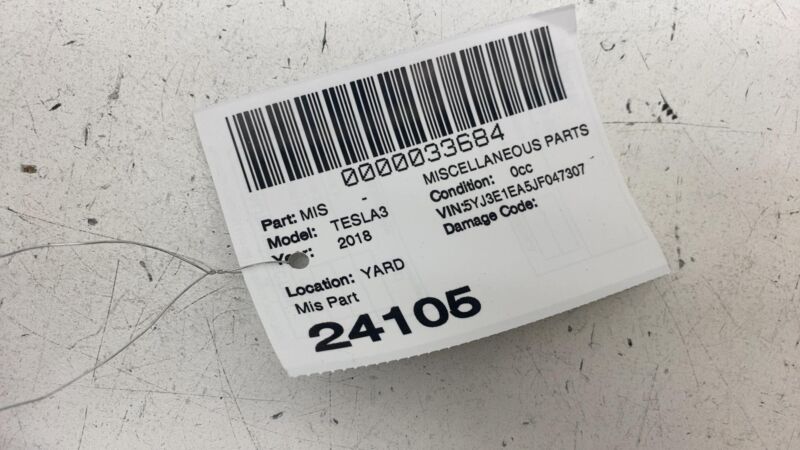 0000033684
Part: MIS - MISCELLANEOUS PARTS
Model: TESLA3 Condition: 0cc -
Year: 2018 VIN:5YJ3E1EA5JF047307
Damage Code:
Location: YARD
Mis Part
24105